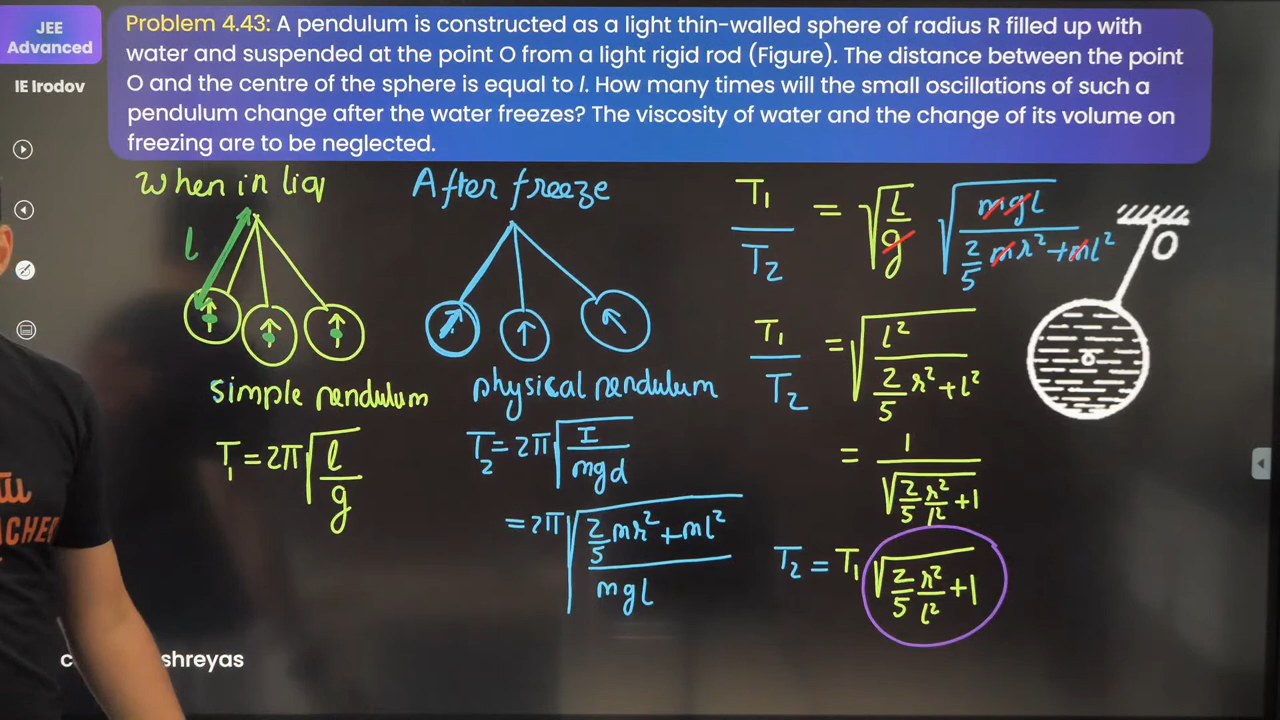 JEE
Advanced
IE Irodov
Problem 4.43: A pendulum is constructed as a light thin-walled sphere of radius R filled up with
water and suspended at the point O from a light rigid rod (Figure). The distance between the point
O and the centre of the sphere is equal to l. How many times will the small oscillations of such a
pendulum change after the water freezes? The viscosity of water and the change of its volume on
freezing are to be neglected.
When in liq
l
simple pendulum
T₁ = 2π√(l/g)
After freeze
physical pendulum
T₂ = 2π√(I/mgd)
= 2π√((2/5 mr² + ml²)/mgl)
T₁/T₂ = √(l/g) √(mgl/(2/5 mr² + ml²))
T₁/T₂ = √(l²/(2/5 r² + l²))
= 1/√(2/5 r²/l² + 1)
T₂ = T₁ √(2/5 r²/l² + 1)
O
shreyas